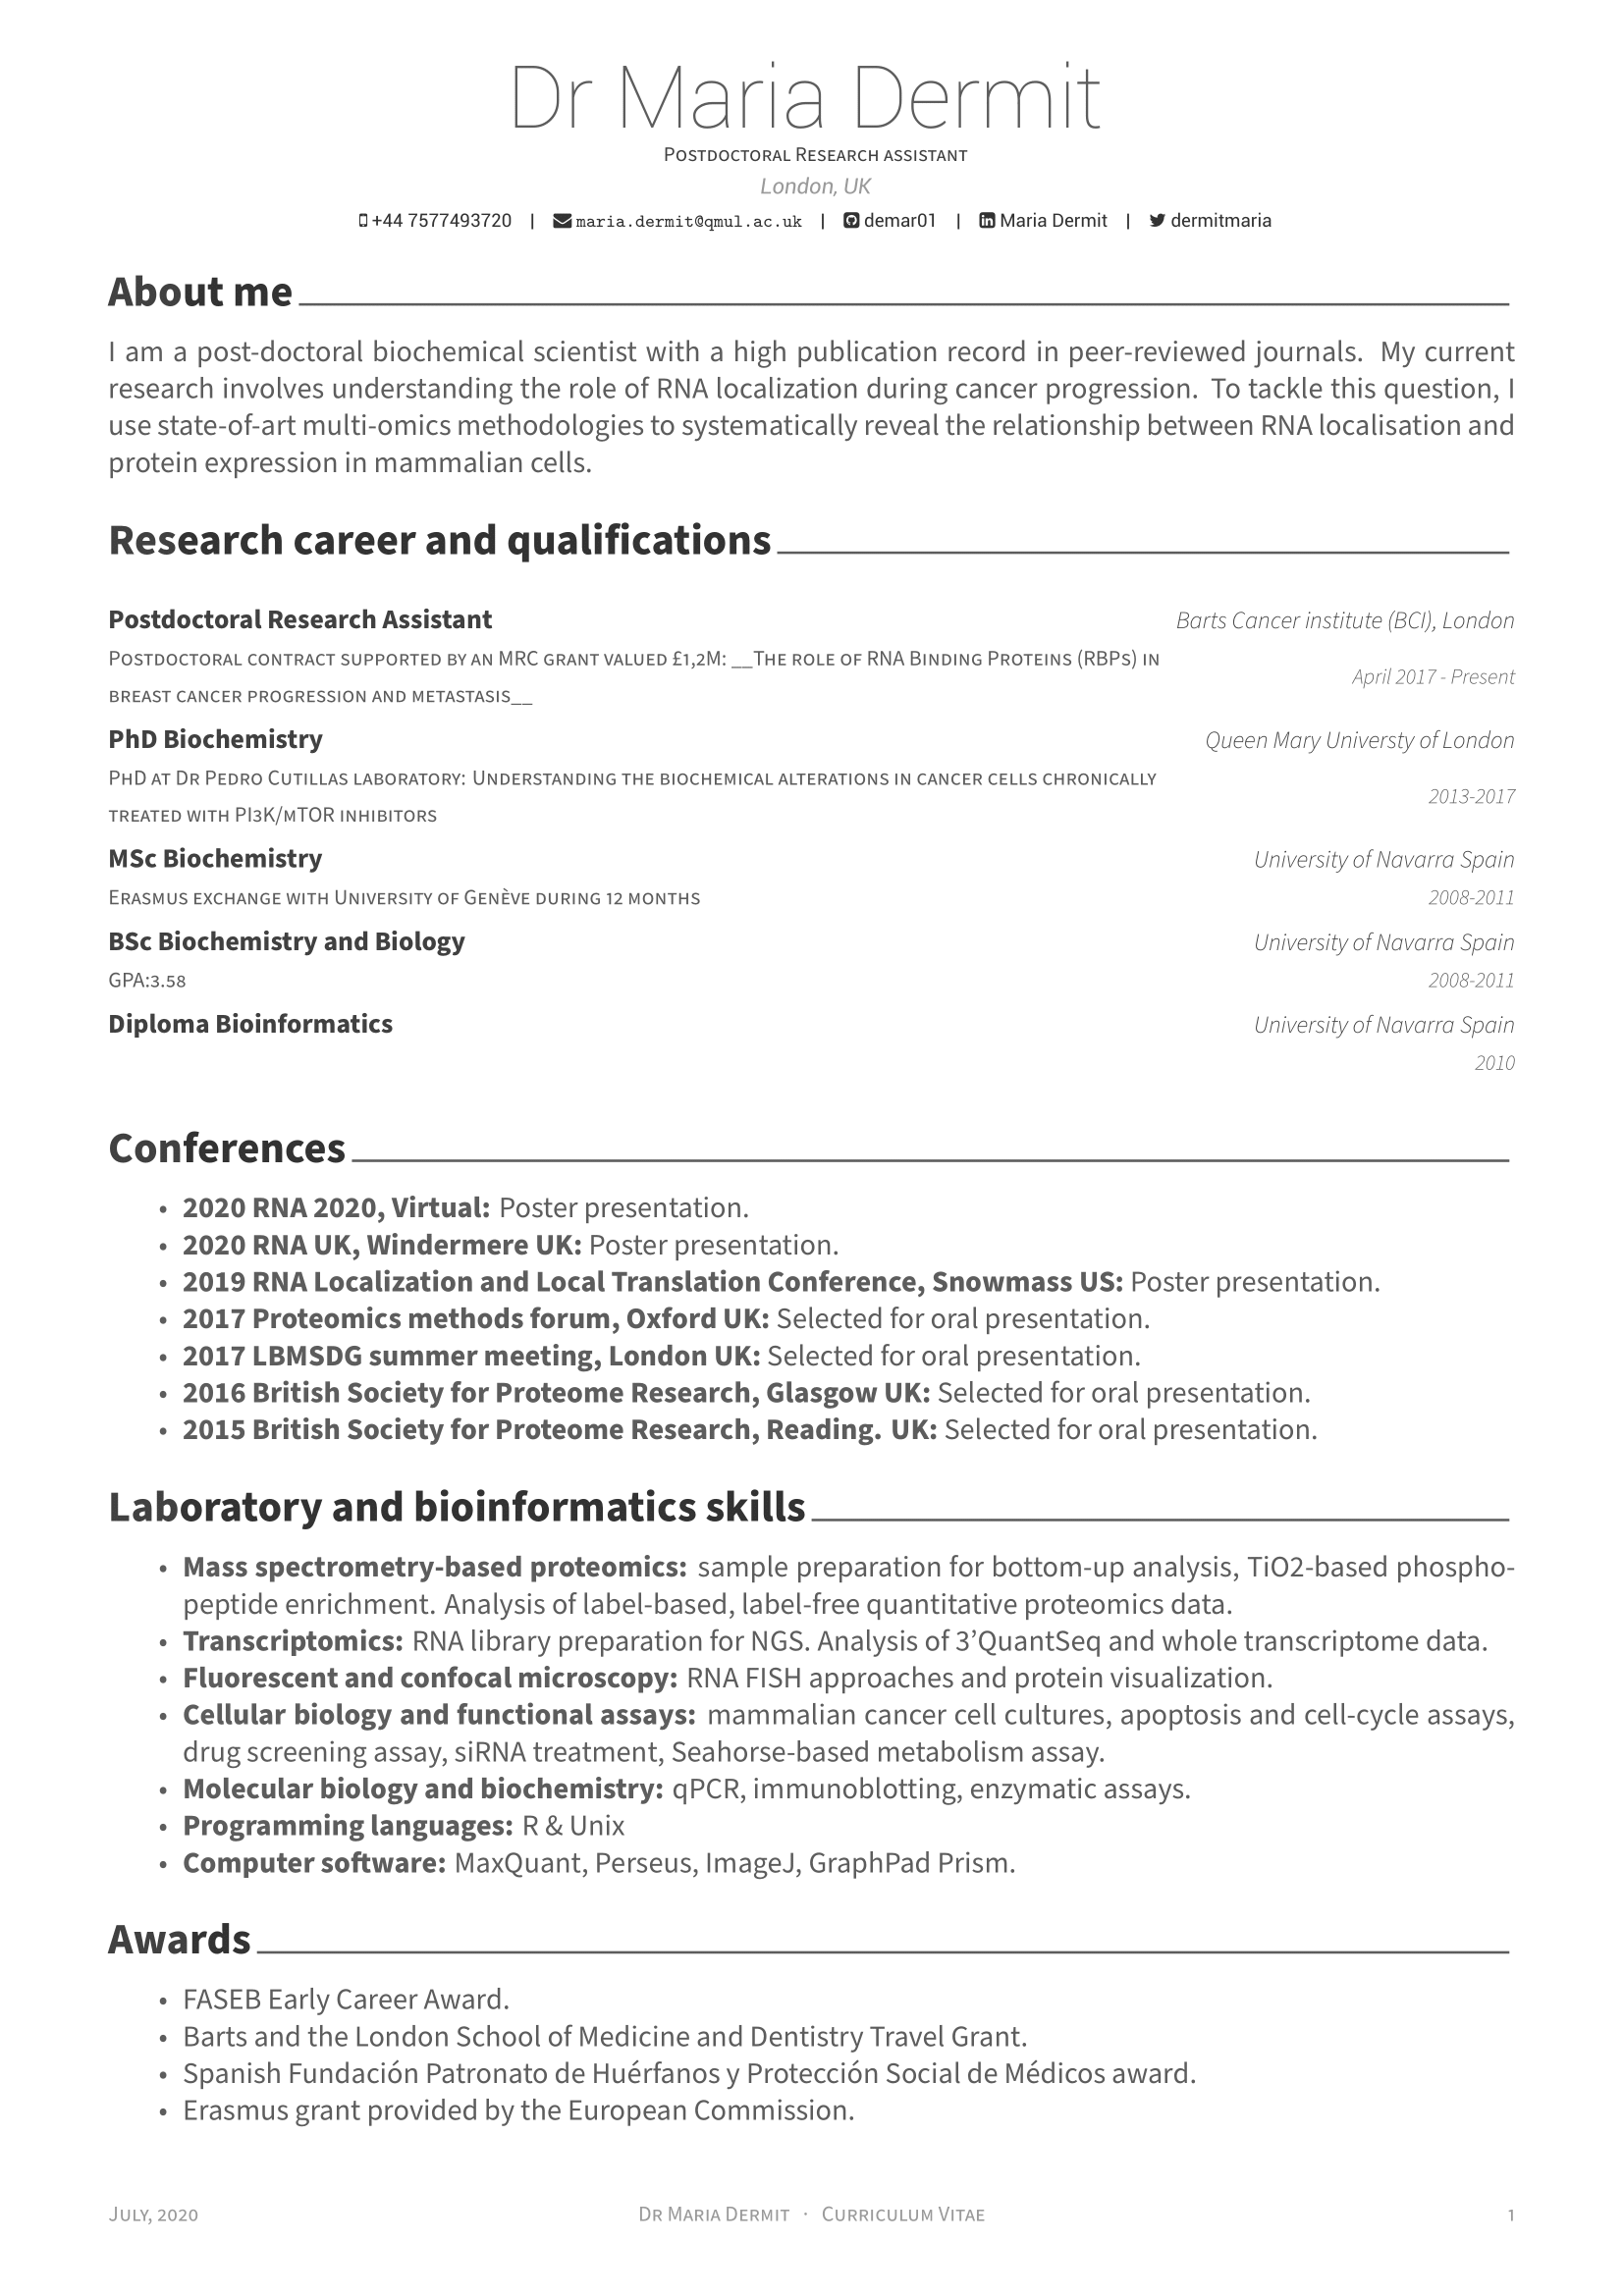 Dr Maria Dermit
Postdoctoral Research assistant
London, UK
+44 7577493720 | maria.dermit@qmul.ac.uk | demar01 | Maria Dermit | dermitmaria
About me
I am a post-doctoral biochemical scientist with a high publication record in peer-reviewed journals. My current
research involves understanding the role of RNA localization during cancer progression. To tackle this question, I
use state-of-art multi-omics methodologies to systematically reveal the relationship between RNA localisation and
protein expression in mammalian cells.
Research career and qualifications
Postdoctoral Research Assistant Barts Cancer institute (BCI), London
Postdoctoral contract supported by an MRC grant valued £1,2M: __The role of RNA Binding Proteins (RBPs) in
April 2017 - Present
breast cancer progression and metastasis__
PhD Biochemistry Queen Mary Universty of London
PhD at Dr Pedro Cutillas laboratory: Understanding the biochemical alterations in cancer cells chronically
2013-2017
treated with PI3K/mTOR inhibitors
MSc Biochemistry University of Navarra Spain
Erasmus exchange with University of Genève during 12 months 2008-2011
BSc Biochemistry and Biology University of Navarra Spain
GPA:3.58 2008-2011
Diploma Bioinformatics University of Navarra Spain
2010
Conferences
• 2020 RNA 2020, Virtual: Poster presentation.
• 2020 RNA UK, Windermere UK: Poster presentation.
• 2019 RNA Localization and Local Translation Conference, Snowmass US: Poster presentation.
• 2017 Proteomics methods forum, Oxford UK: Selected for oral presentation.
• 2017 LBMSDG summer meeting, London UK: Selected for oral presentation.
• 2016 British Society for Proteome Research, Glasgow UK: Selected for oral presentation.
• 2015 British Society for Proteome Research, Reading. UK: Selected for oral presentation.
Laboratory and bioinformatics skills
• Mass spectrometry-based proteomics: sample preparation for bottom-up analysis, TiO2-based phospho-
peptide enrichment. Analysis of label-based, label-free quantitative proteomics data.
• Transcriptomics: RNA library preparation for NGS. Analysis of 3’QuantSeq and whole transcriptome data.
• Fluorescent and confocal microscopy: RNA FISH approaches and protein visualization.
• Cellular biology and functional assays: mammalian cancer cell cultures, apoptosis and cell-cycle assays,
drug screening assay, siRNA treatment, Seahorse-based metabolism assay.
• Molecular biology and biochemistry: qPCR, immunoblotting, enzymatic assays.
• Programming languages: R & Unix
• Computer software: MaxQuant, Perseus, ImageJ, GraphPad Prism.
Awards
• FASEB Early Career Award.
• Barts and the London School of Medicine and Dentistry Travel Grant.
• Spanish Fundación Patronato de Huérfanos y Protección Social de Médicos award.
• Erasmus grant provided by the European Commission.
July, 2020 Dr Maria Dermit · Curriculum Vitae 1